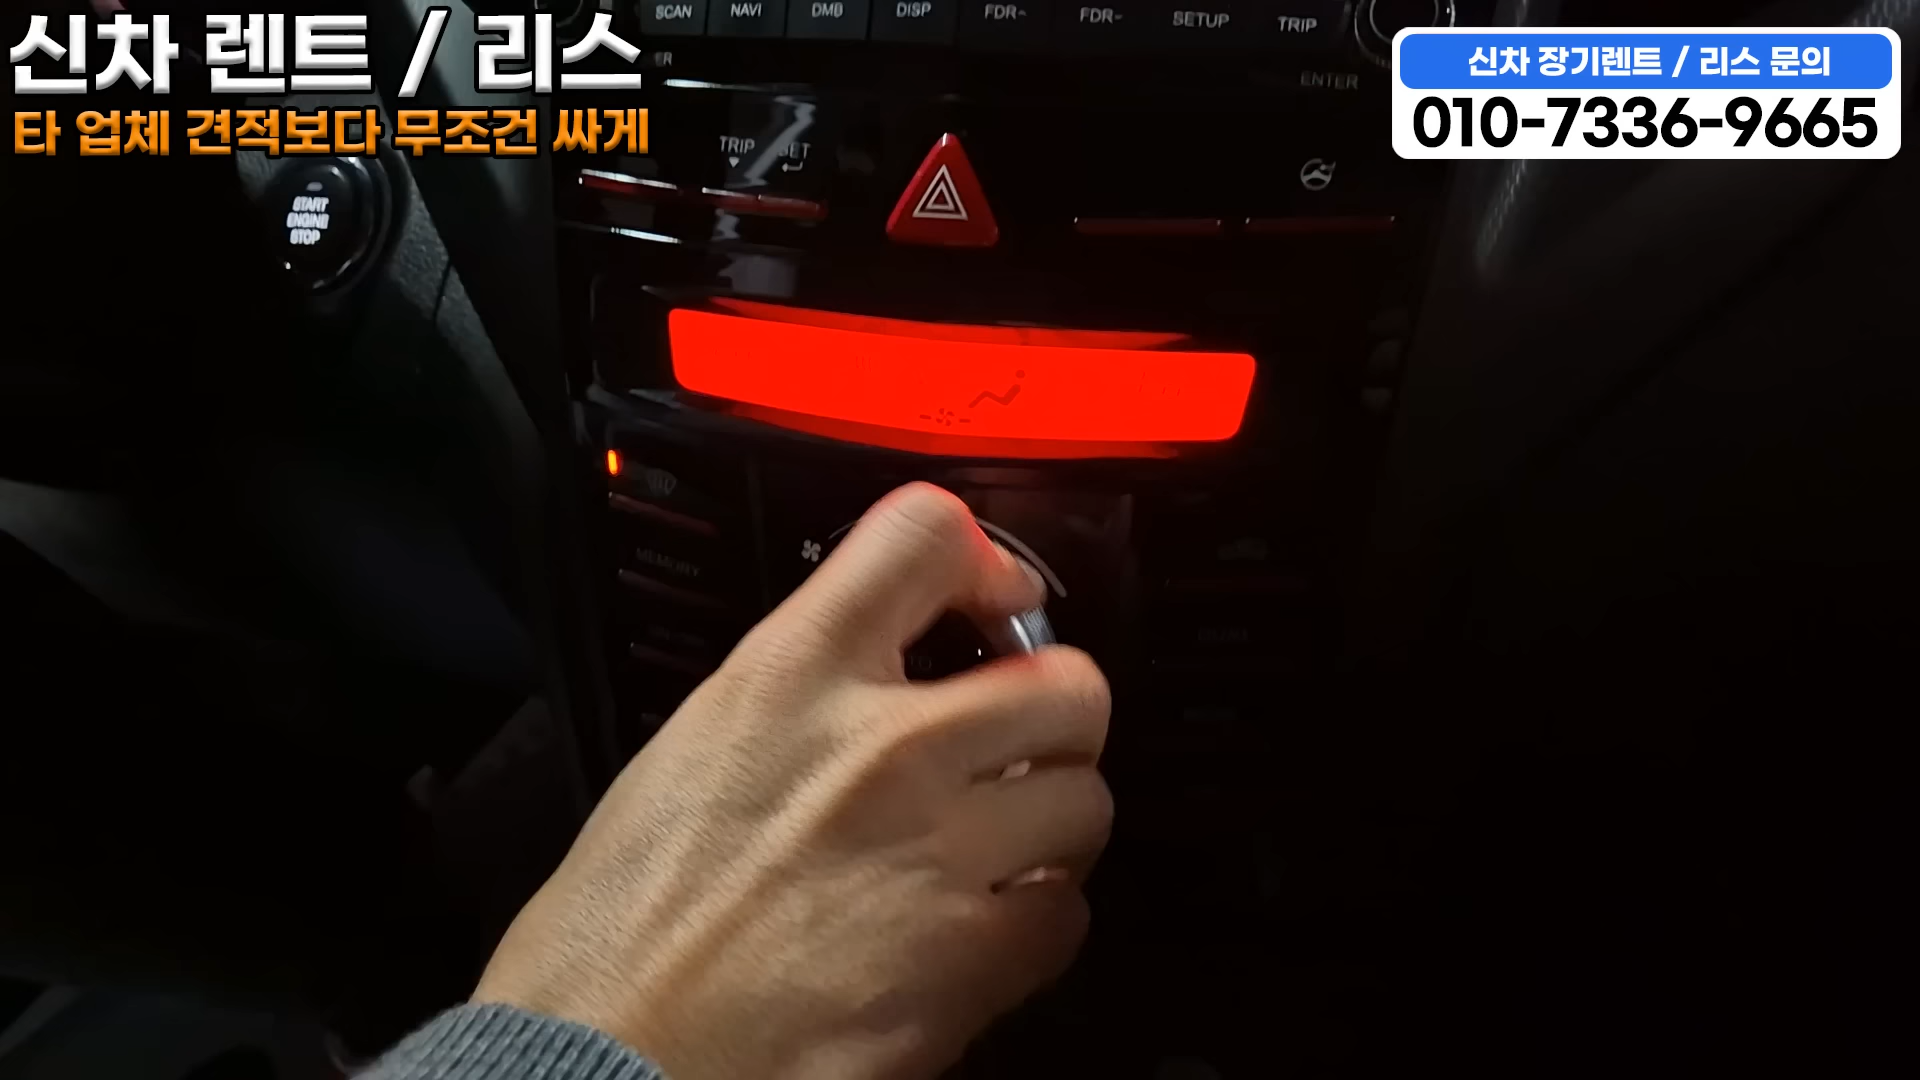 신차 렌트 / 리스
타 업체 견적보다 무조건 싸게
신차 장기렌트 / 리스 문의
010-7336-9665
SCAN NAVI DMB DISP FDR^ FDR- SETUP TRIP
ER
ENTER
TRIP SET
START
ENGINE
STOP
MEMORY